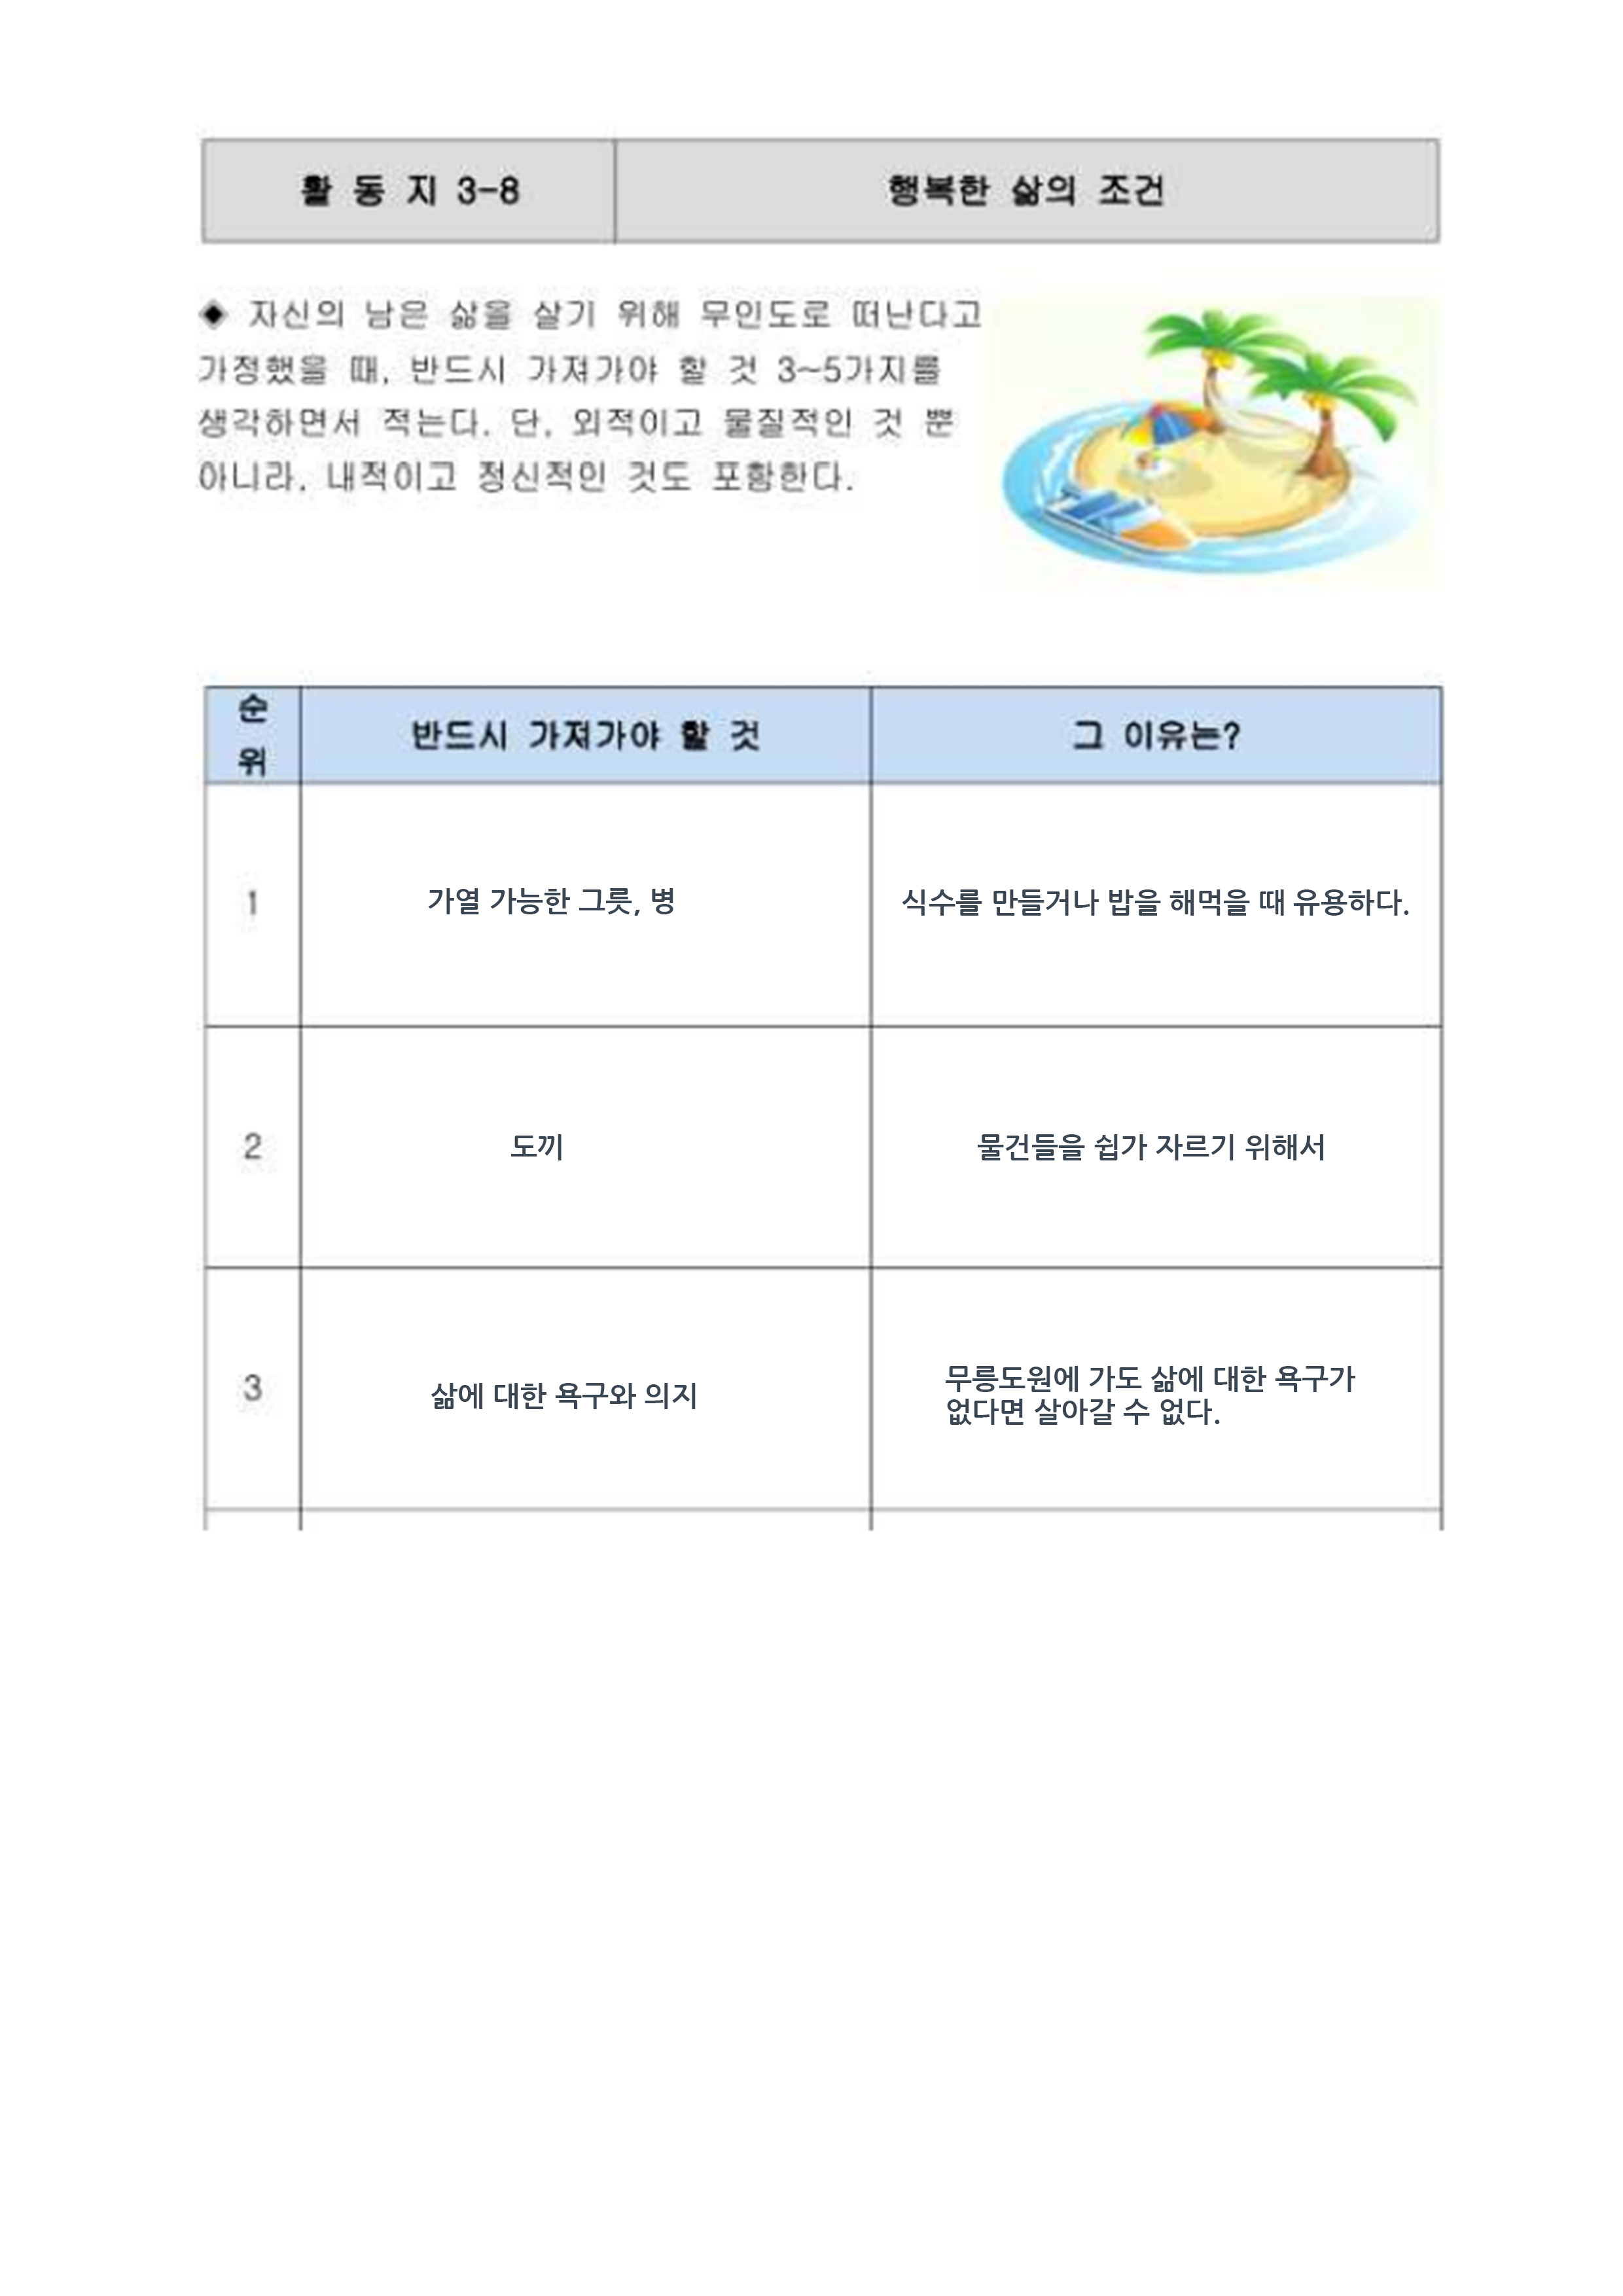 활 동 지 3-8
행복한 삶의 조건
◆ 자신의 남은 삶을 살기 위해 무인도로 떠난다고
가정했을 때, 반드시 가져가야 할 것 3~5가지를
생각하면서 적는다. 단, 외적이고 물질적인 것 뿐
아니라, 내적이고 정신적인 것도 포함한다.
순
위
반드시 가져가야 할 것
그 이유는?
1
가열 가능한 그릇, 병
식수를 만들거나 밥을 해먹을 때 유용하다.
2
도끼
물건들을 쉽가 자르기 위해서
3
삶에 대한 욕구와 의지
무릉도원에 가도 삶에 대한 욕구가
없다면 살아갈 수 없다.